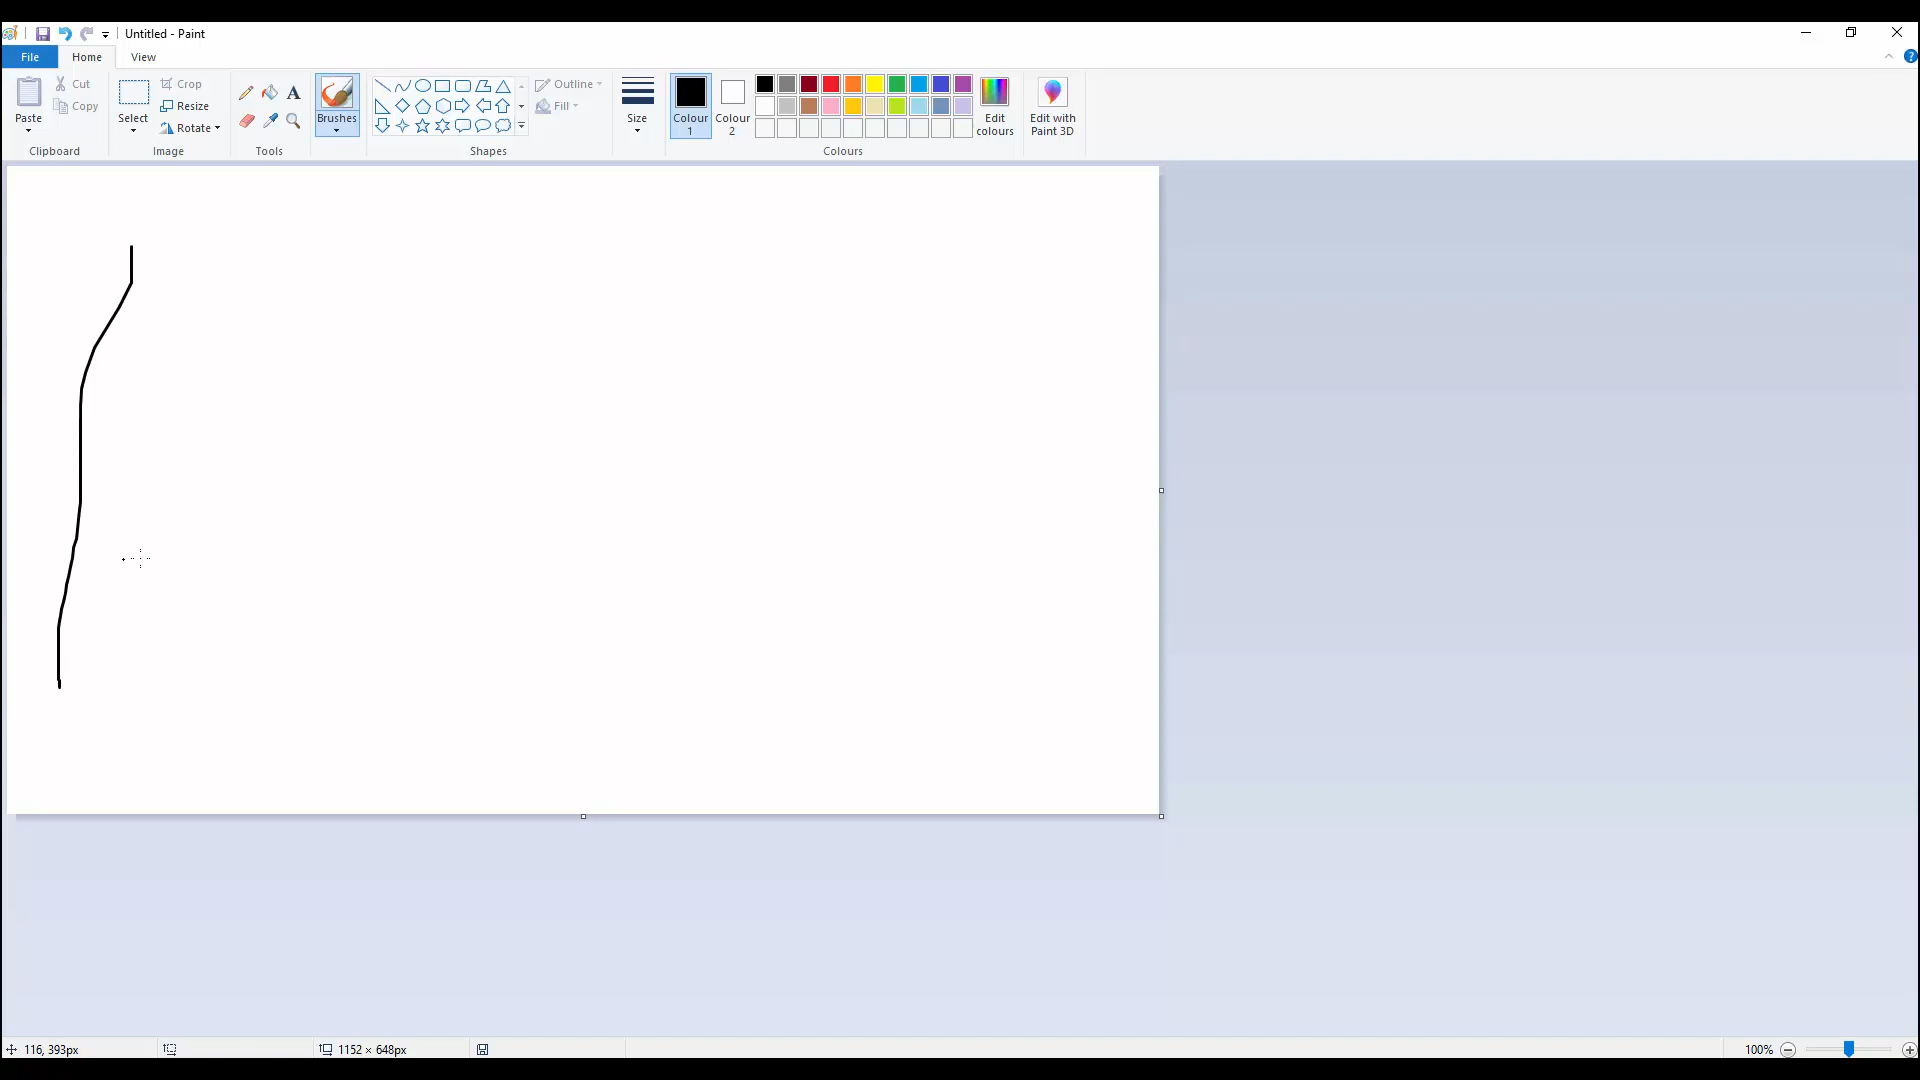 Untitled - Paint
File Home View
Paste Cut Copy Select Crop Resize Rotate A Brushes Outline Fill Size Colour 1 Colour 2 Edit colours Edit with Paint 3D
Clipboard Image Tools Shapes Colours
116, 393px 1152 × 648px 100%